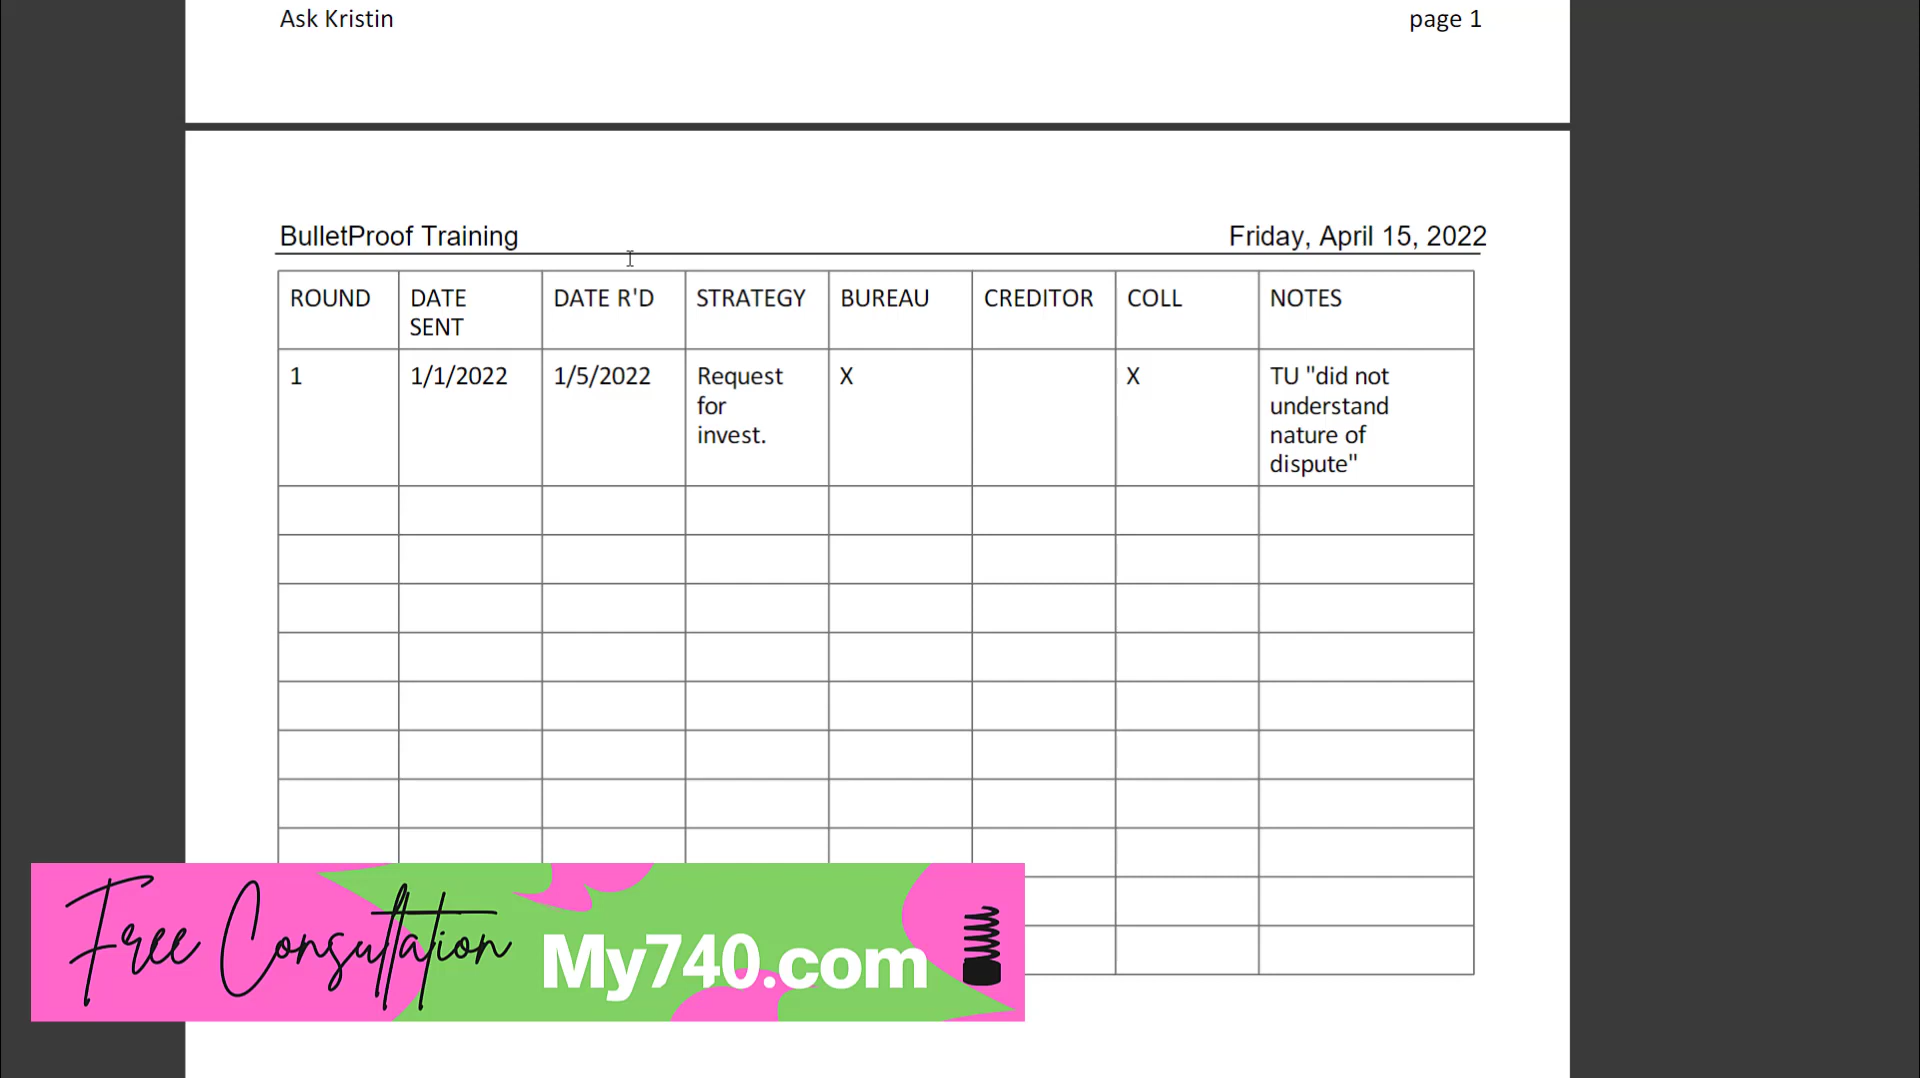 Ask Kristin page 1
BulletProof Training Friday, April 15, 2022
ROUND DATE SENT DATE R'D STRATEGY BUREAU CREDITOR COLL NOTES
1 1/1/2022 1/5/2022 Request for invest. X X TU "did not understand nature of dispute"
Free Consultation My740.com